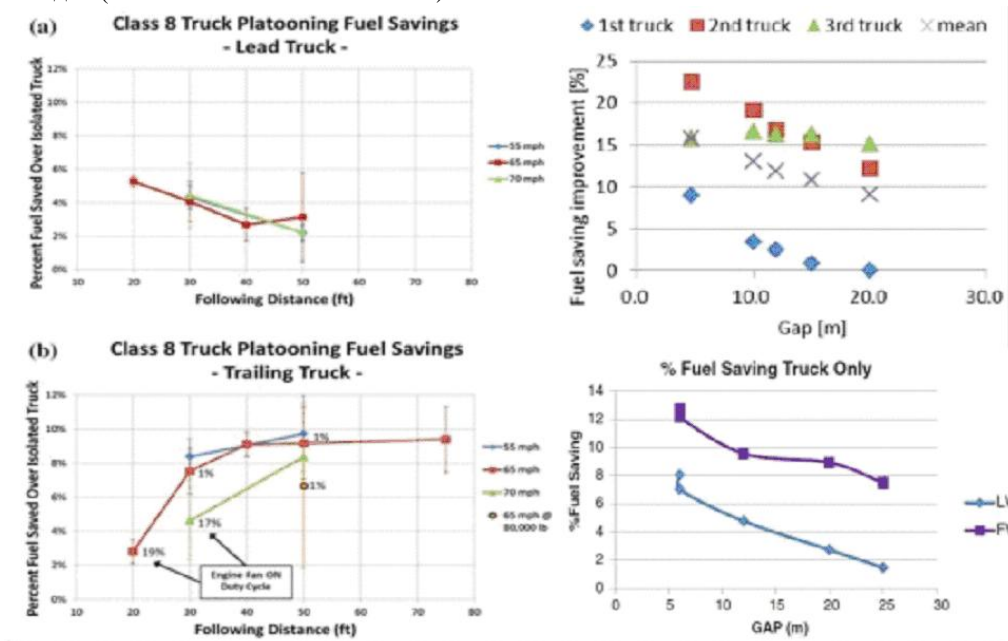 (a)
Class 8 Truck Platooning Fuel Savings
- Lead Truck -
Percent Fuel Saved Over Isolated Truck
12%
10%
8%
6%
4%
2%
0%
10 20 30 40 50 60 70 80
Following Distance (ft)
55 mph
65 mph
70 mph
1st truck 2nd truck 3rd truck mean
Fuel saving improvement [%]
25
20
15
10
5
0
0.0 10.0 20.0 30.0
Gap [m]
(b)
Class 8 Truck Platooning Fuel Savings
- Trailing Truck -
Percent Fuel Saved Over Isolated Truck
12%
10%
8%
6%
4%
2%
0%
1%
1%
1%
17%
19%
Engine Fan ON
Duty Cycle
10 20 30 40 50 60 70 80
Following Distance (ft)
55 mph
65 mph
70 mph
65 mph @
80,000 lb
% Fuel Saving Truck Only
%Fuel Saving
14
12
10
8
6
4
2
0
0 5 10 15 20 25 30
GAP (m)